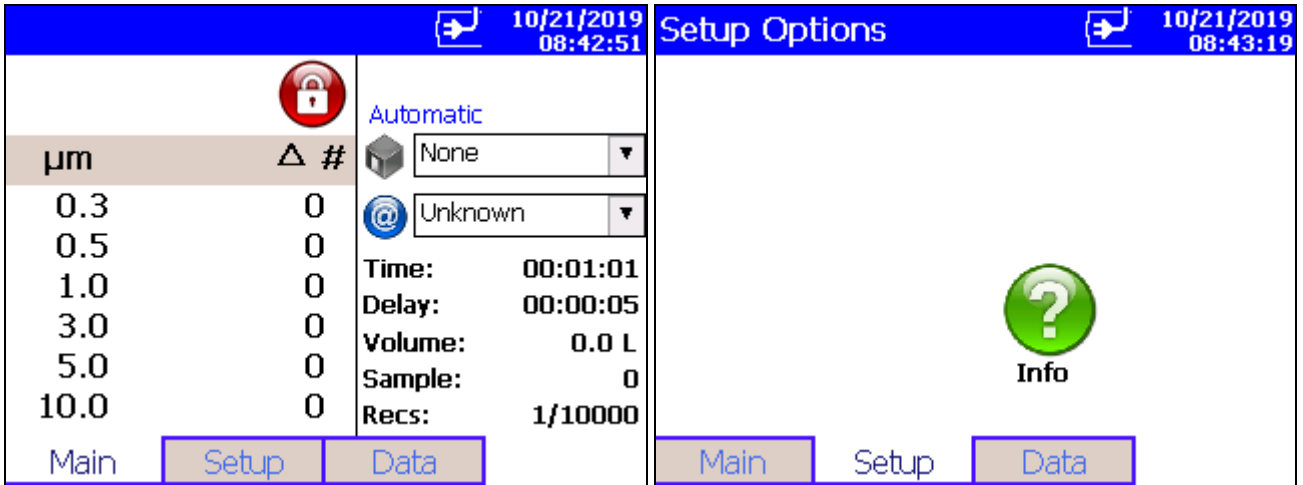 10/21/2019
08:42:51
Automatic
µm Δ #
None
0.3 0
Unknown
0.5 0
1.0 0
3.0 0
5.0 0
10.0 0
Time: 00:01:01
Delay: 00:00:05
Volume: 0.0 L
Sample: 0
Recs: 1/10000
Main Setup Data
Setup Options
10/21/2019
08:43:19
Info
Main Setup Data